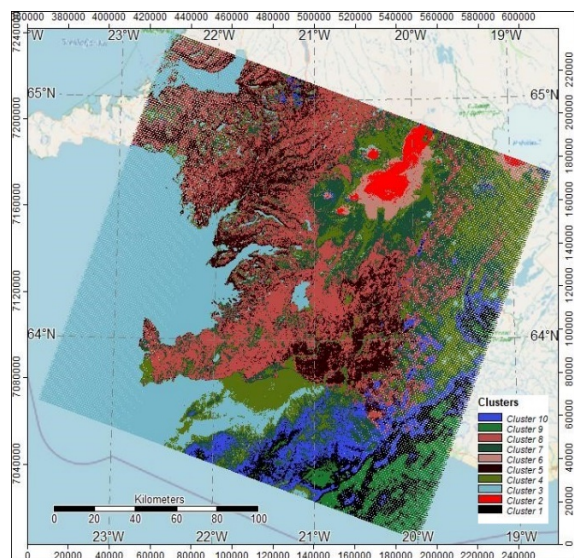 400000 420000 440000 460000 480000 500000 520000 540000 560000 580000 600000
23°W 22°W 21°W 20°W 19°W
7240000
7200000
7160000
7120000
7080000
7040000
65°N 65°N
64°N 64°N
220000
200000
180000
160000
140000
120000
100000
80000
60000
40000
20000
0
Clusters
Cluster 10
Cluster 9
Cluster 8
Cluster 7
Cluster 6
Cluster 5
Cluster 4
Cluster 3
Cluster 2
Cluster 1
Kilometers
0 20 40 60 80 100
23°W 22°W 21°W 20°W 19°W
0 20000 40000 60000 80000 100000 120000 140000 160000 180000 200000 220000 240000